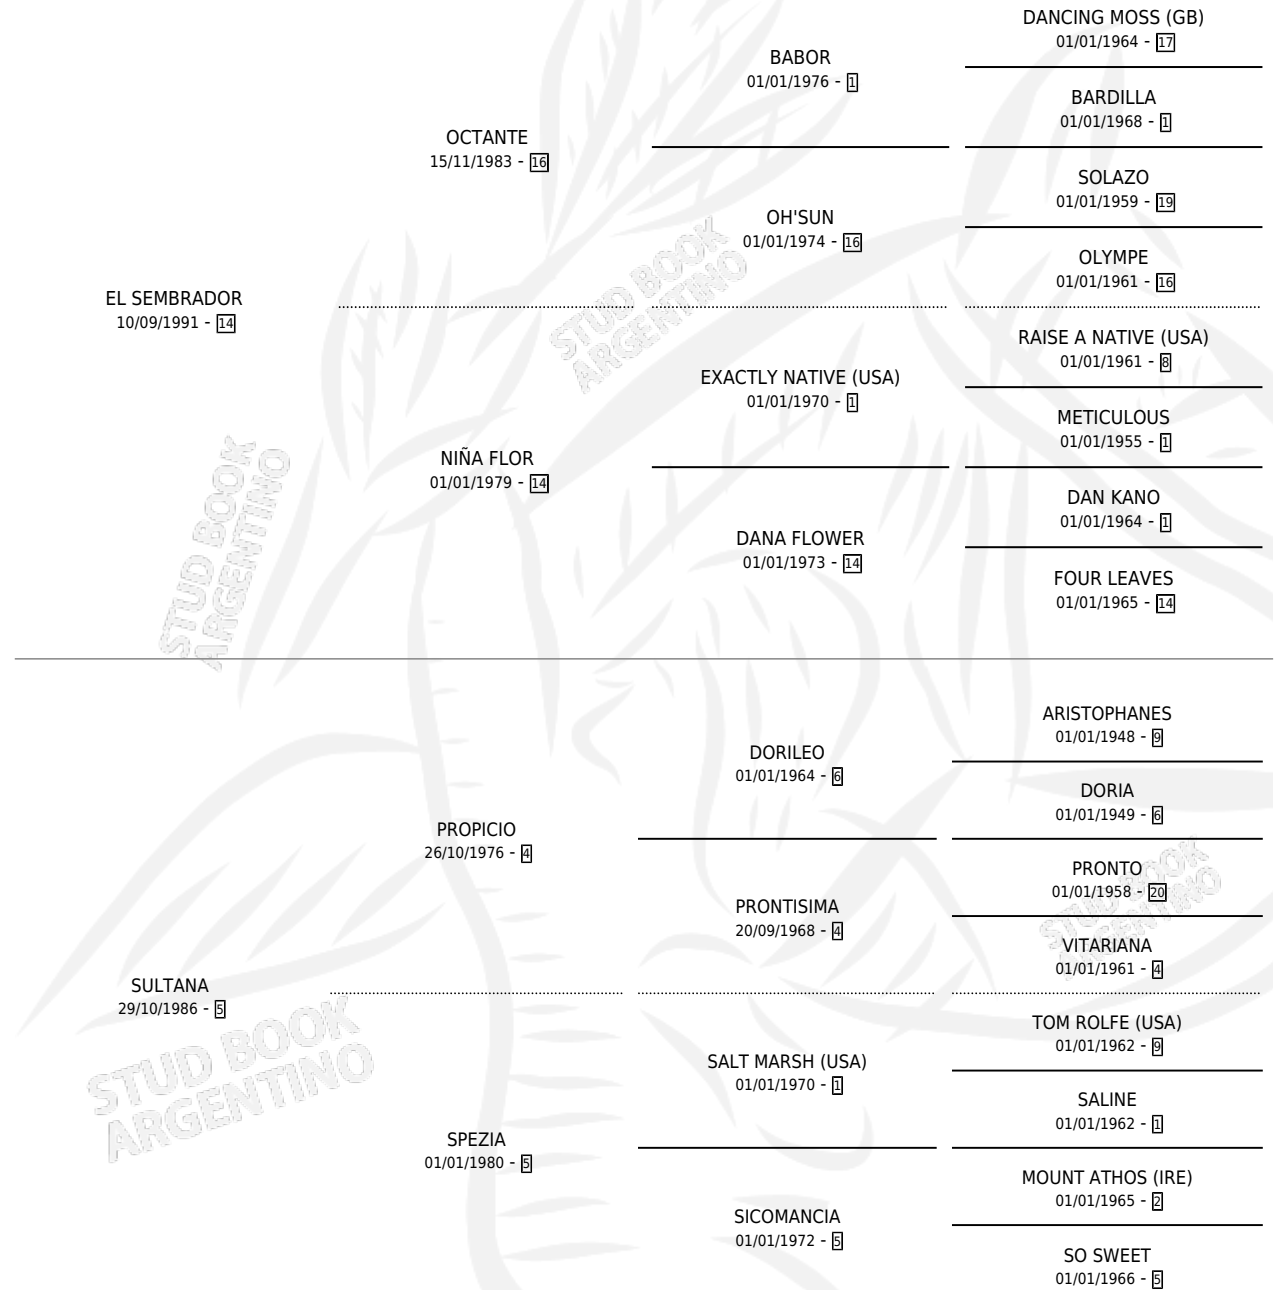 DANCING MOSS (GB)
01/01/1964 - 17
BABOR
01/01/1976 - 1
BARDILLA
01/01/1968 - 1
OCTANTE
15/11/1983 - 16
SOLAZO
01/01/1959 - 19
OH'SUN
01/01/1974 - 16
OLYMPE
01/01/1961 - 16
EL SEMBRADOR
10/09/1991 - 14
RAISE A NATIVE (USA)
01/01/1961 - 8
EXACTLY NATIVE (USA)
01/01/1970 - 1
METICULOUS
01/01/1955 - 1
NIÑA FLOR
01/01/1979 - 14
DAN KANO
01/01/1964 - 1
DANA FLOWER
01/01/1973 - 14
FOUR LEAVES
01/01/1965 - 14
STUD BOOK
ARGENTINO
STUD BOOK
ARGENTINO
ARISTOPHANES
01/01/1948 - 9
DORILEO
01/01/1964 - 6
DORIA
01/01/1949 - 6
PROPICIO
26/10/1976 - 4
PRONTO
01/01/1958 - 20
PRONTISIMA
20/09/1968 - 4
VITARIANA
01/01/1961 - 4
SULTANA
29/10/1986 - 5
TOM ROLFE (USA)
01/01/1962 - 9
SALT MARSH (USA)
01/01/1970 - 1
SALINE
01/01/1962 - 1
SPEZIA
01/01/1980 - 5
MOUNT ATHOS (IRE)
01/01/1965 - 2
SICOMANCIA
01/01/1972 - 5
SO SWEET
01/01/1966 - 5
STUD BOOK
ARGENTINO
STUD BOOK
ARGENTINO